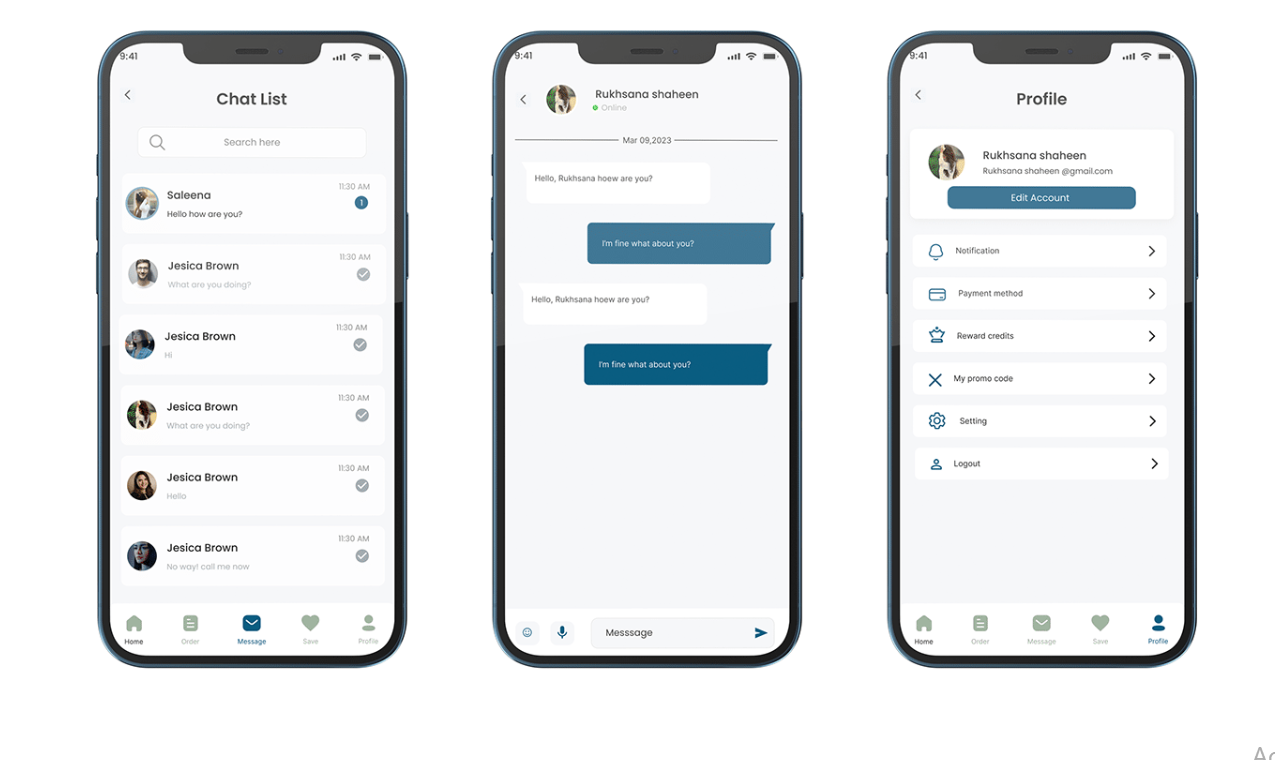 9:41
Chat List
Search here
Saleena
11:30 AM
Hello how are you?
1
Jesica Brown
11:30 AM
What are you doing?
Jesica Brown
11:30 AM
Hi
Jesica Brown
11:30 AM
What are you doing?
Jesica Brown
11:30 AM
Hello
Jesica Brown
11:30 AM
No way! call me now
Home Order Message Save Profile
9:41
Rukhsana shaheen
Online
Mar 09,2023
Hello, Rukhsana hoew are you?
I'm fine what about you?
Hello, Rukhsana hoew are you?
I'm fine what about you?
Messsage
9:41
Profile
Rukhsana shaheen
Rukhsana shaheen @gmail.com
Edit Account
Notification
Payment method
Reward credits
My promo code
Setting
Logout
Home Order Message Save Profile